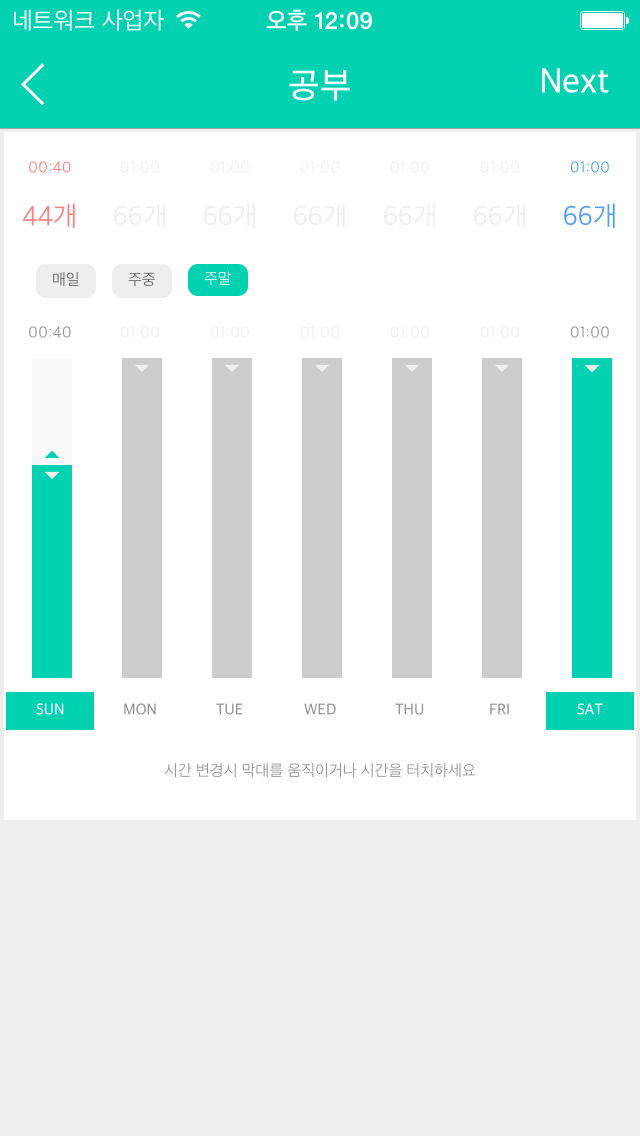 네트워크 사업자 오후 12:09
공부 Next
00:40 01:00 01:00 01:00 01:00 01:00 01:00
44개 66개 66개 66개 66개 66개 66개
매일 주중 주말
00:40 01:00 01:00 01:00 01:00 01:00 01:00
SUN MON TUE WED THU FRI SAT
시간 변경시 막대를 움직이거나 시간을 터치하세요